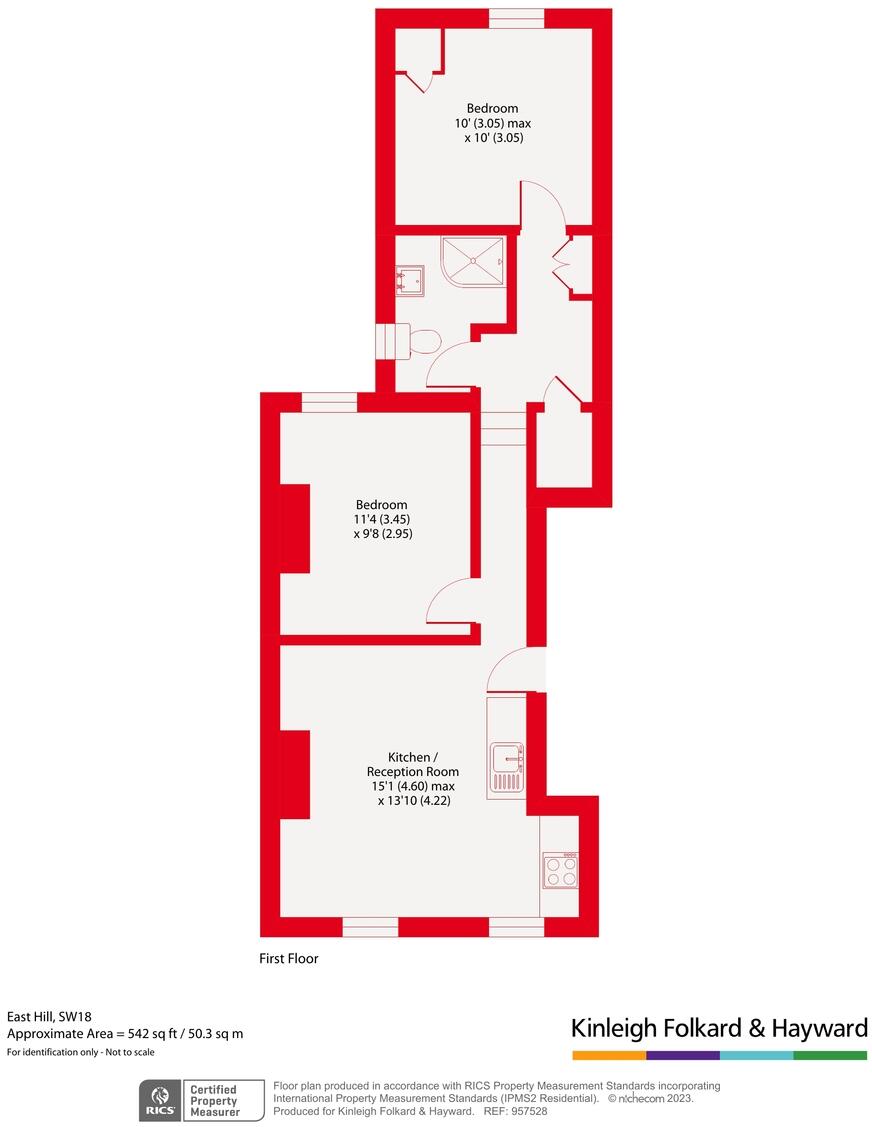 Bedroom
10' (3.05) max
x 10' (3.05)
Bedroom
11'4 (3.45)
x 9'8 (2.95)
Kitchen /
Reception Room
15'1 (4.60) max
x 13'10 (4.22)
First Floor
East Hill, SW18
Approximate Area = 542 sq ft / 50.3 sq m
For identification only - Not to scale
Kinleigh Folkard & Hayward
RICS
Certified
Property
Measurer
Floor plan produced in accordance with RICS Property Measurement Standards incorporating
International Property Measurement Standards (IPMS2 Residential). © nichecom 2023.
Produced for Kinleigh Folkard & Hayward. REF: 957528